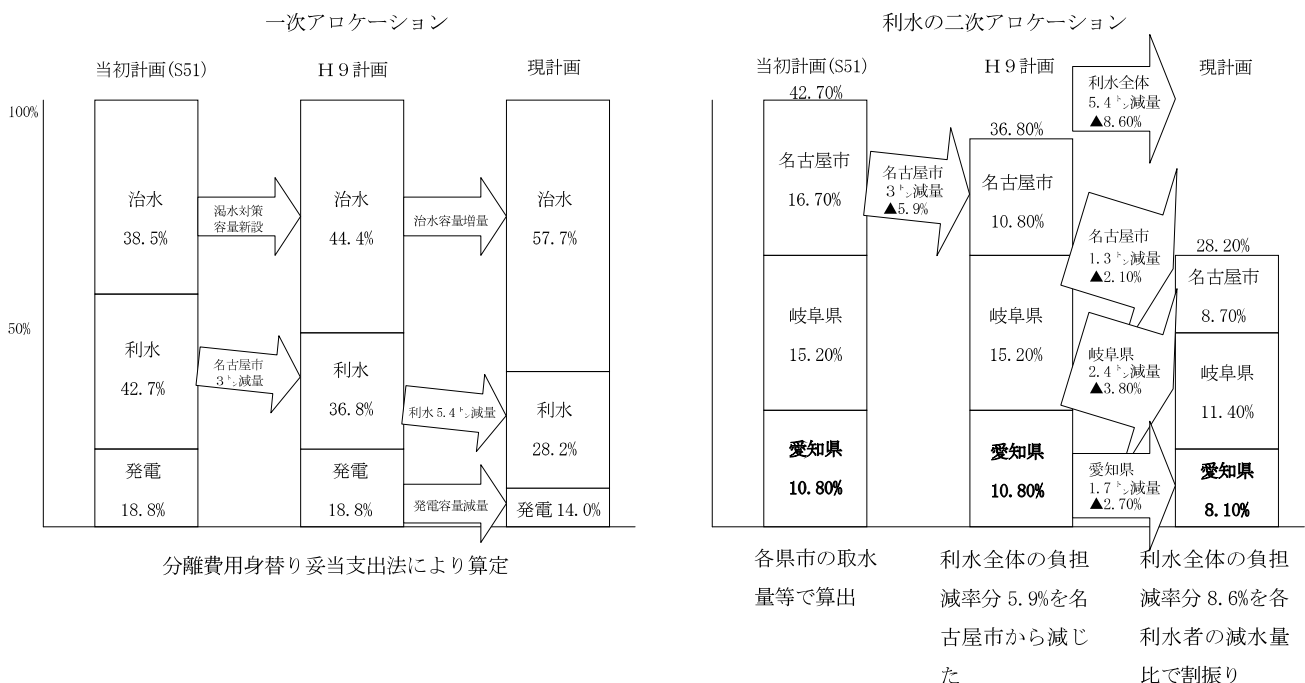 一次アロケーション
当初計画(S51)
H9計画
現計画
100%
50%
治水
38.5%
利水
42.7%
発電
18.8%
渇水対策
容量新設
名古屋市
3㌧減量
治水
44.4%
利水
36.8%
発電
18.8%
治水容量増量
利水5.4㌧減量
発電容量減量
治水
57.7%
利水
28.2%
発電14.0%
分離費用身替り妥当支出法により算定
利水の二次アロケーション
当初計画(S51)
H9計画
現計画
42.70%
名古屋市
16.70%
岐阜県
15.20%
愛知県
10.80%
名古屋市
3㌧減量
▲5.9%
36.80%
名古屋市
10.80%
岐阜県
15.20%
愛知県
10.80%
利水全体
5.4㌧減量
▲8.60%
名古屋市
1.3㌧減量
▲2.10%
岐阜県
2.4㌧減量
▲3.80%
愛知県
1.7㌧減量
▲2.70%
28.20%
名古屋市
8.70%
岐阜県
11.40%
愛知県
8.10%
各県市の取水
量等で算出
利水全体の負担
減率分5.9%を名
古屋市から減じ
た
利水全体の負担
減率分8.6%を各
利水者の減水量
比で割振り